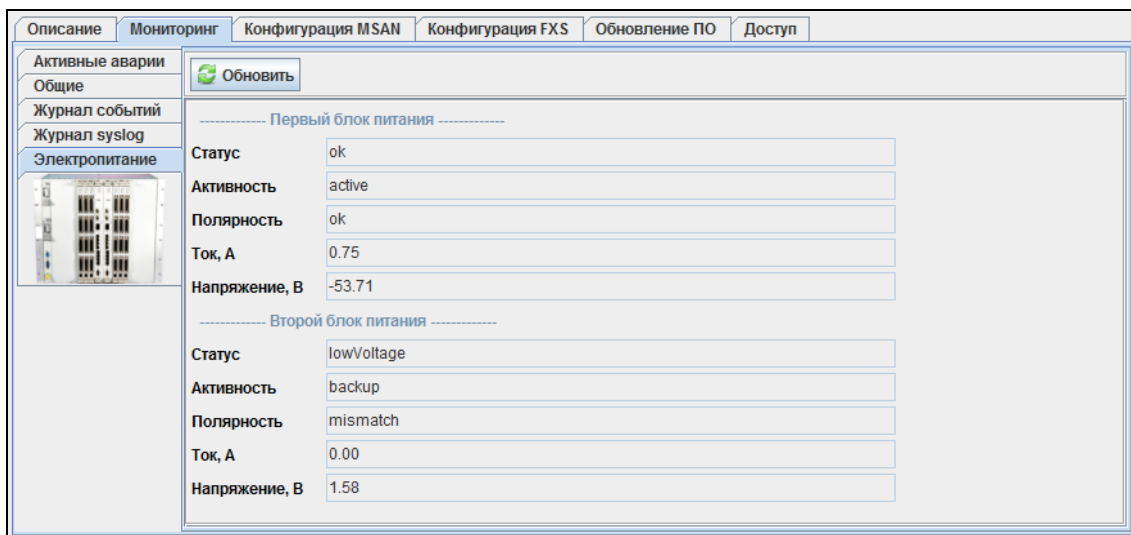 Описание Мониторинг Конфигурация MSAN Конфигурация FXS Обновление ПО Доступ
Активные аварии
Общие
Журнал событий
Журнал syslog
Электропитание
Обновить
------------- Первый блок питания -------------
Статус ok
Активность active
Полярность ok
Ток, А 0.75
Напряжение, В -53.71
------------- Второй блок питания -------------
Статус lowVoltage
Активность backup
Полярность mismatch
Ток, А 0.00
Напряжение, В 1.58